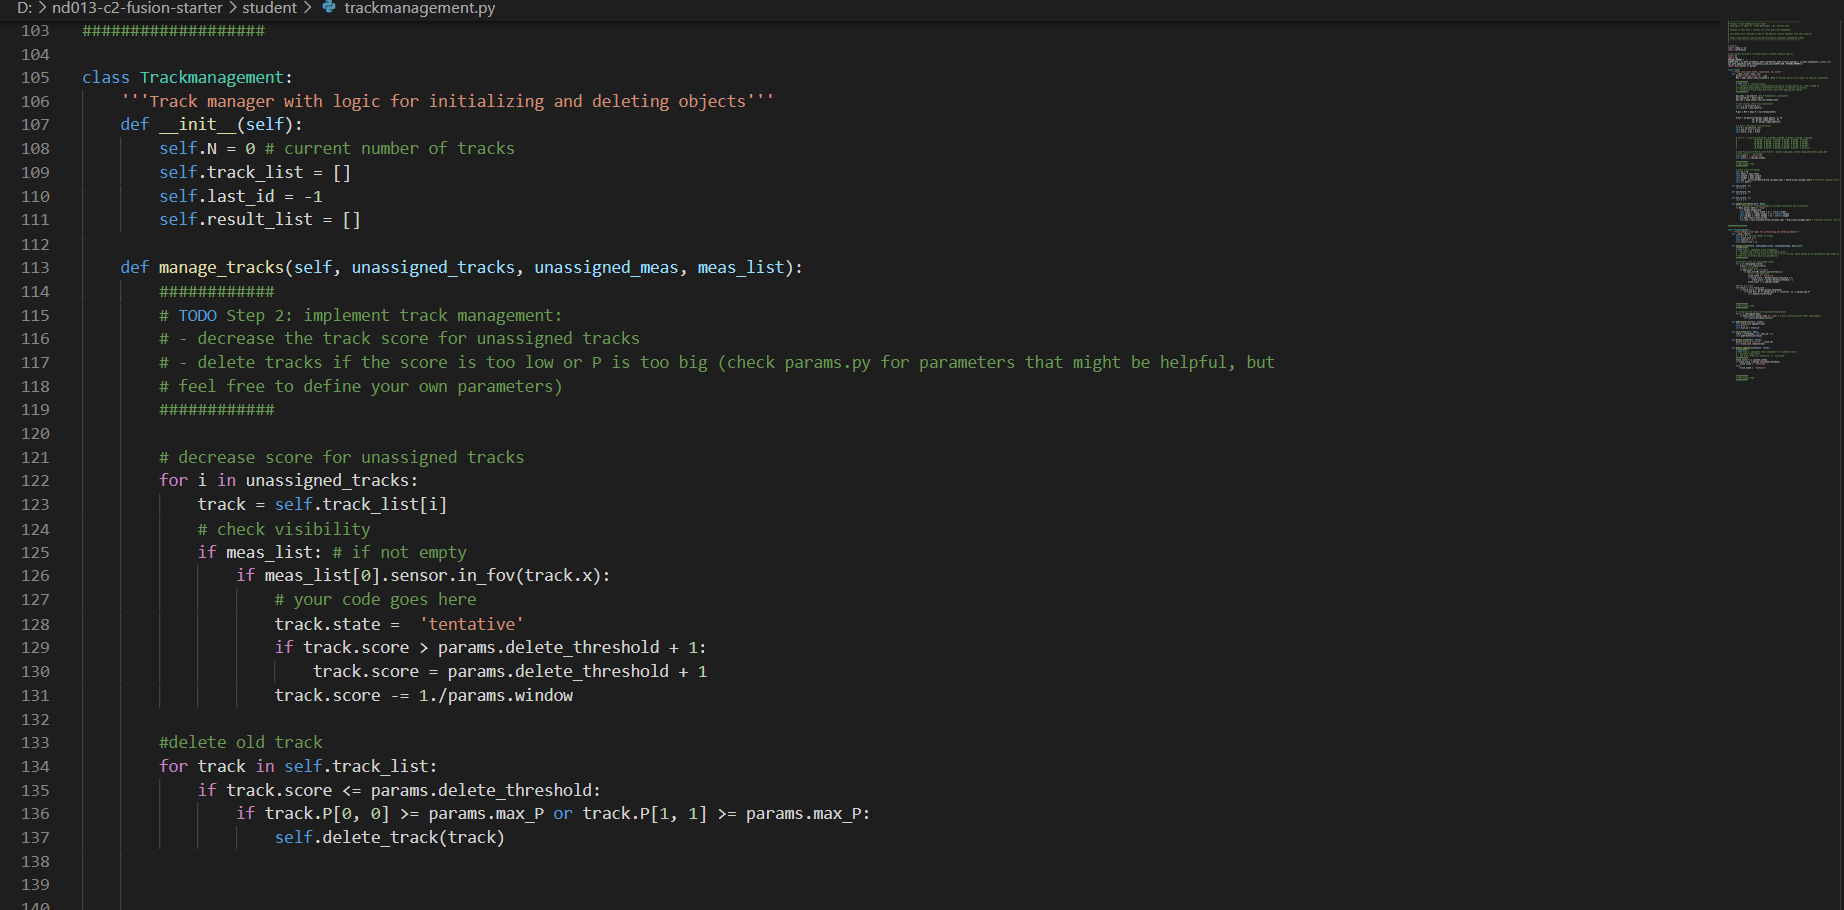 D: > nd013-c2-fusion-starter > student > trackmanagement.py
103 ###################
104
105 class Trackmanagement:
106     '''Track manager with logic for initializing and deleting objects'''
107     def __init__(self):
108         self.N = 0 # current number of tracks
109         self.track_list = []
110         self.last_id = -1
111         self.result_list = []
112
113     def manage_tracks(self, unassigned_tracks, unassigned_meas, meas_list):
114         ############
115         # TODO Step 2: implement track management:
116         # - decrease the track score for unassigned tracks
117         # - delete tracks if the score is too low or P is too big (check params.py for parameters that might be helpful, but
118         # feel free to define your own parameters)
119         ############
120
121         # decrease score for unassigned tracks
122         for i in unassigned_tracks:
123             track = self.track_list[i]
124             # check visibility
125             if meas_list: # if not empty
126                 if meas_list[0].sensor.in_fov(track.x):
127                     # your code goes here
128                     track.state =  'tentative'
129                     if track.score > params.delete_threshold + 1:
130                         track.score = params.delete_threshold + 1
131                     track.score -= 1./params.window
132
133         #delete old track
134         for track in self.track_list:
135             if track.score <= params.delete_threshold:
136                 if track.P[0, 0] >= params.max_P or track.P[1, 1] >= params.max_P:
137                     self.delete_track(track)
138
139
140